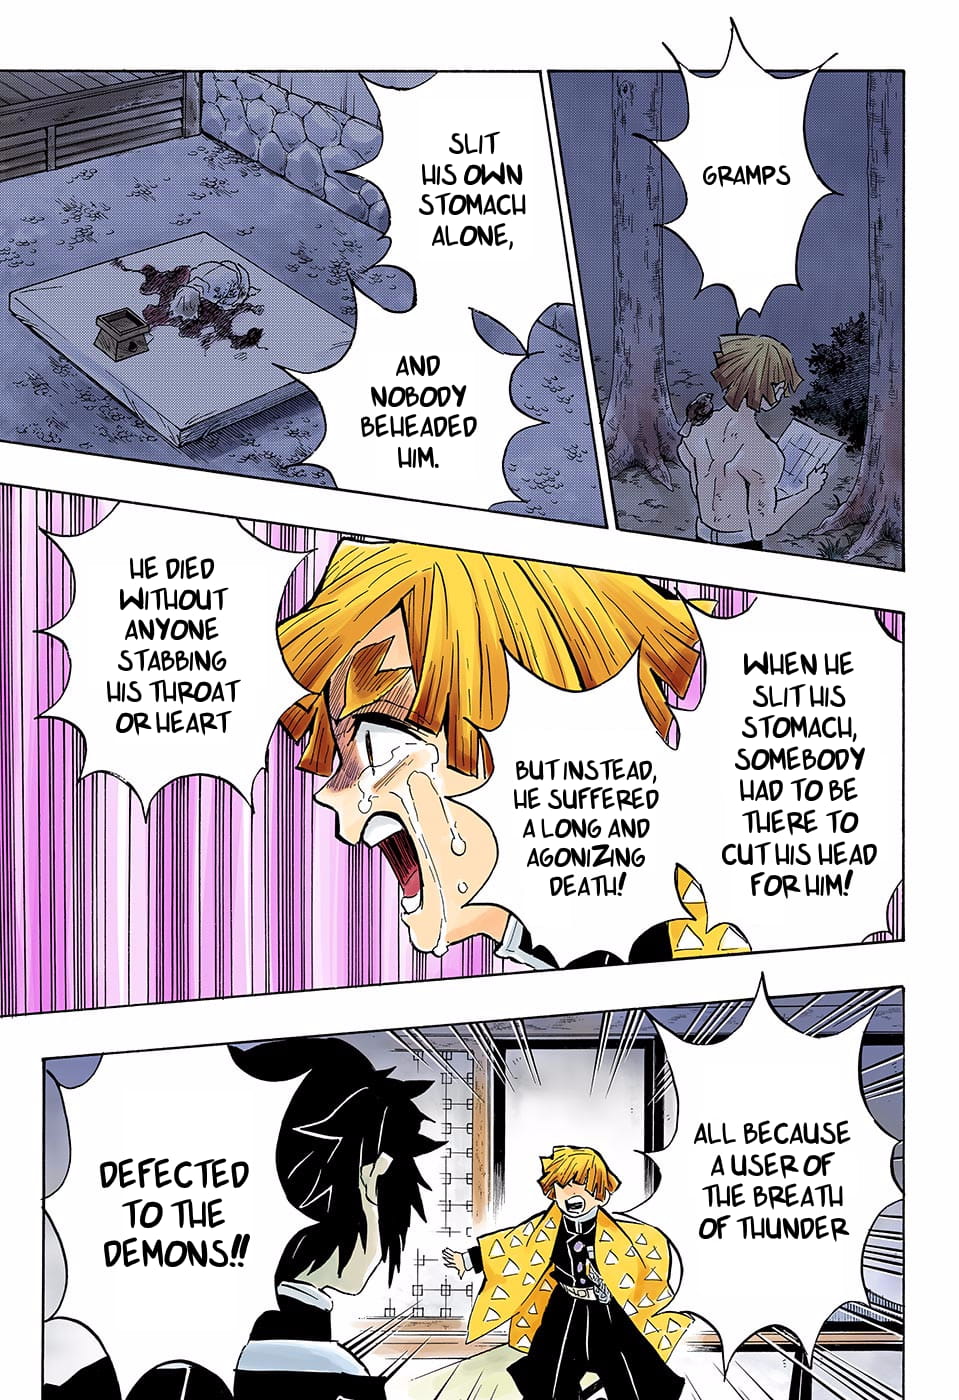 GRAMPS
SLIT
HIS OWN
STOMACH
ALONE,
AND
NOBODY
BEHEADED
HIM.
WHEN HE
SLIT HIS
STOMACH,
SOMEBODY
HAD TO BE
THERE TO
CUT HIS HEAD
FOR HIM!
BUT INSTEAD,
HE SUFFERED
A LONG AND
AGONIZING
DEATH!
HE DIED
WITHOUT
ANYONE
STABBING
HIS THROAT
OR HEART
ALL BECAUSE
A USER OF
THE BREATH
OF THUNDER
DEFECTED
TO THE
DEMONS!!